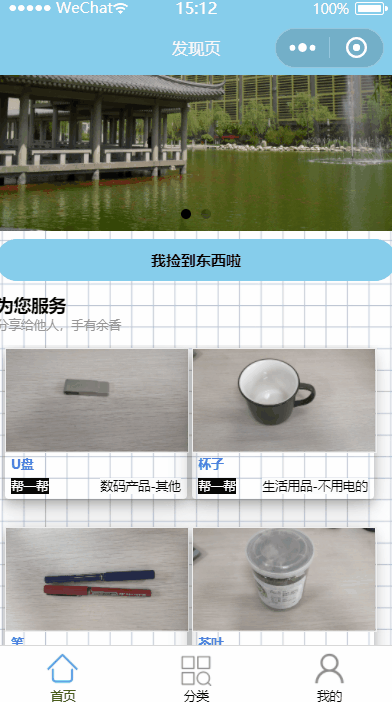 WeChat 15:12 100%
发现页
我捡到东西啦
为您服务
分享给他人，手有余香
U盘 杯子
帮一帮 数码产品-其他 帮一帮 生活用品-不用电的
笔 茶叶
首页 分类 我的